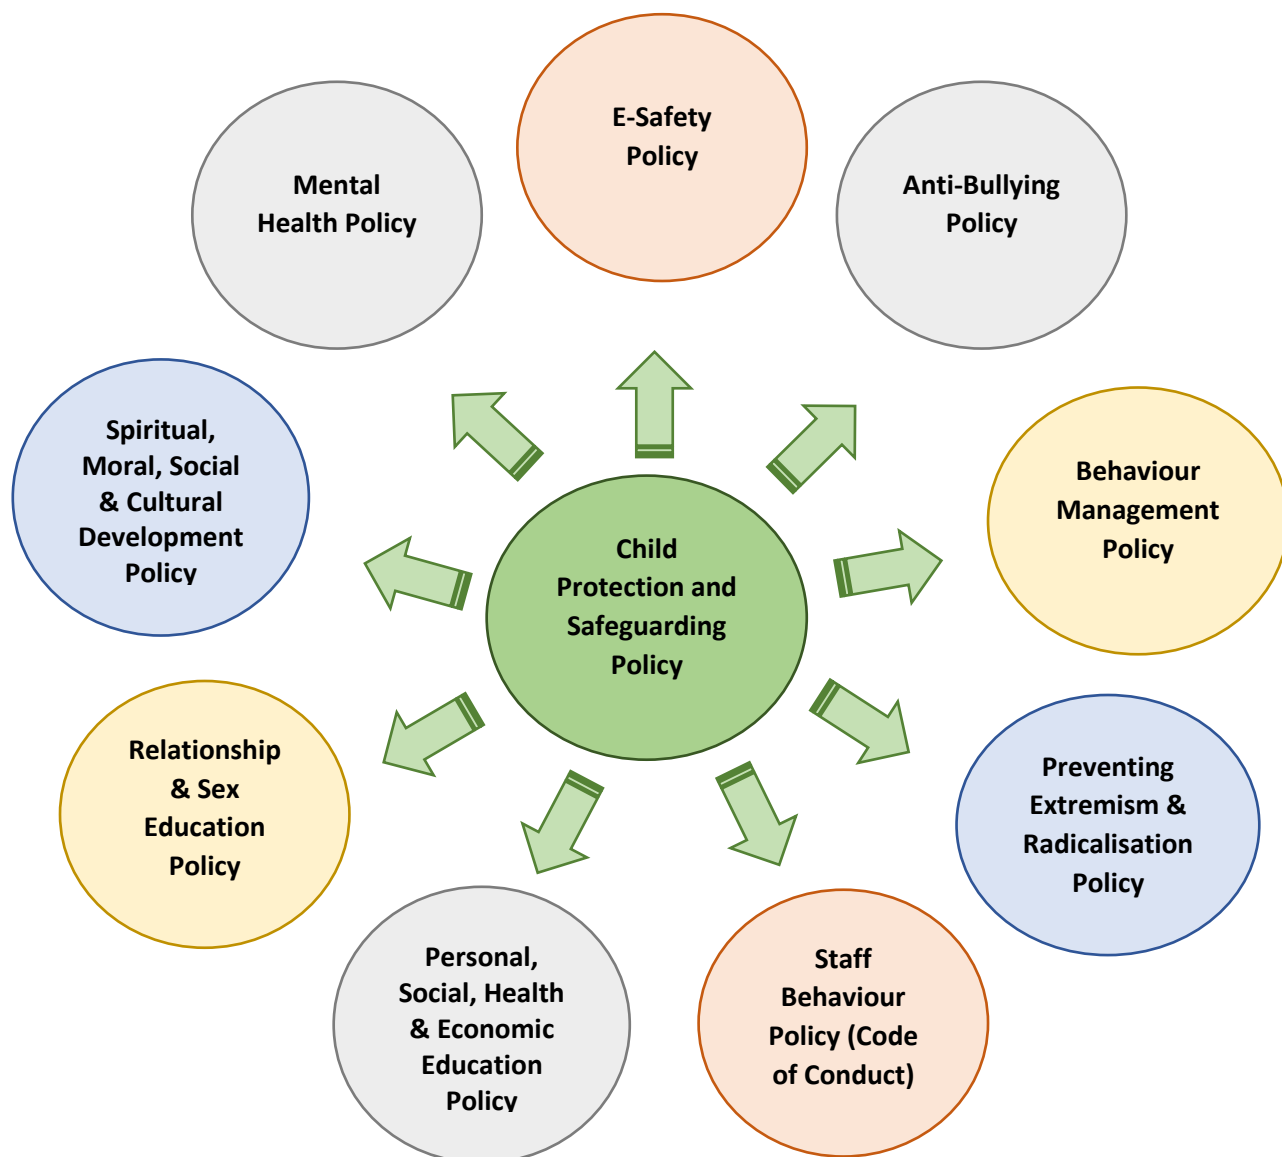 E-Safety
Policy
Mental
Health Policy
Anti-Bullying
Policy
Spiritual,
Moral, Social
& Cultural
Development
Policy
Behaviour
Management
Policy
Child
Protection and
Safeguarding
Policy
Relationship
& Sex
Education
Policy
Preventing
Extremism &
Radicalisation
Policy
Personal,
Social, Health
& Economic
Education
Policy
Staff
Behaviour
Policy (Code
of Conduct)